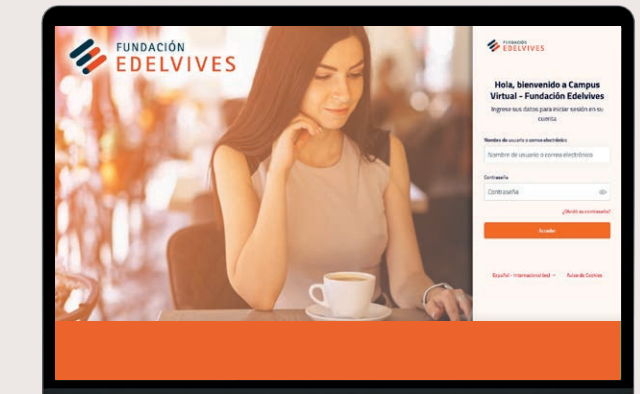 FUNDACIÓN
EDELVIVES
FUNDACIÓN
EDELVIVES
Hola, bienvenido a Campus
Virtual - Fundación Edelvives
Ingrese sus datos para iniciar sesión en su
cuenta
Nombre de usuario o correo electrónico
Nombre de usuario o correo electrónico
Contraseña
Contraseña
¿Olvidó su contraseña?
Acceder
Español - Internacional (es)
Aviso de Cookies